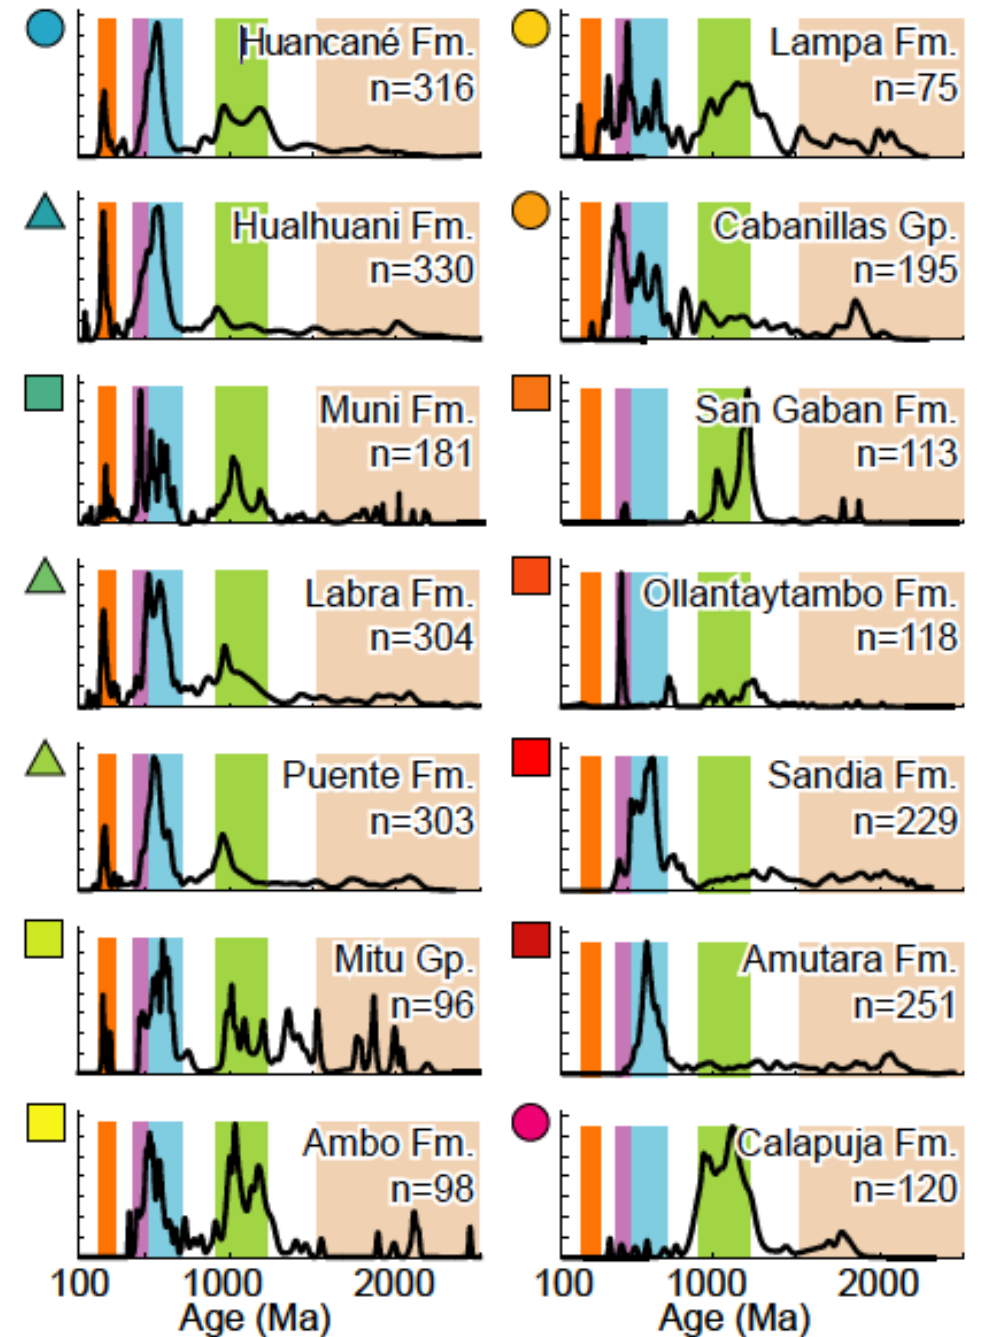 Huancané Fm.
n=316
Hualhuani Fm.
n=330
Muni Fm.
n=181
Labra Fm.
n=304
Puente Fm.
n=303
Mitu Gp.
n=96
Ambo Fm.
n=98
100 1000 2000
Age (Ma)
Lampa Fm.
n=75
Cabanillas Gp.
n=195
San Gaban Fm.
n=113
Ollantaytambo Fm.
n=118
Sandia Fm.
n=229
Amutara Fm.
n=251
Calapuja Fm.
n=120
100 1000 2000
Age (Ma)